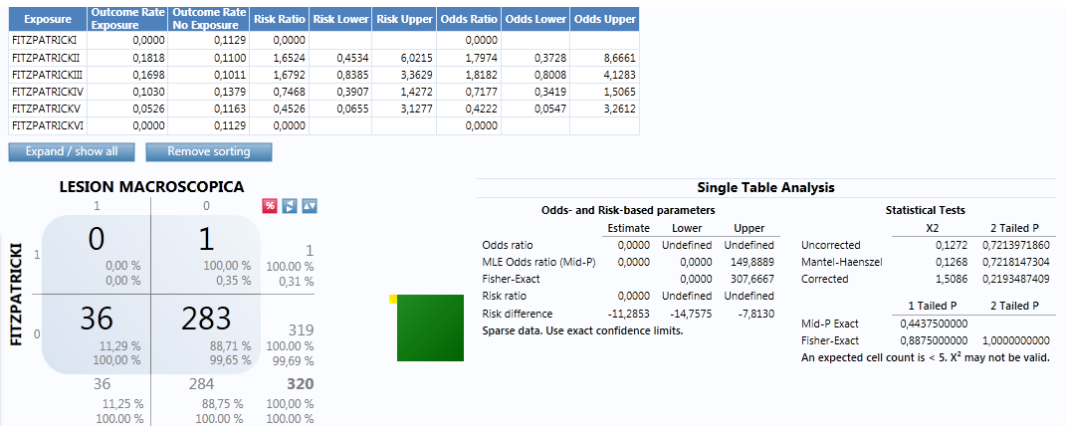 Exposure Outcome Rate Exposure Outcome Rate No Exposure Risk Ratio Risk Lower Risk Upper Odds Ratio Odds Lower Odds Upper
FITZPATRICKI 0,0000 0,1129 0,0000 0,0000
FITZPATRICKII 0,1818 0,1100 1,6524 0,4534 6,0215 1,7974 0,3728 8,6661
FITZPATRICKIII 0,1698 0,1011 1,6792 0,8385 3,3629 1,8182 0,8008 4,1283
FITZPATRICKIV 0,1030 0,1379 0,7468 0,3907 1,4272 0,7177 0,3419 1,5065
FITZPATRICKV 0,0526 0,1163 0,4526 0,0655 3,1277 0,4222 0,0547 3,2612
FITZPATRICKVI 0,0000 0,1129 0,0000 0,0000
Expand / show all Remove sorting
LESION MACROSCOPICA
1 0 %
FITZPATRICKI
1 0 1 1
0,00 % 100,00 % 100.00 %
0,00 % 0,35 % 0,31 %
0 36 283 319
11,29 % 88,71 % 100.00 %
100,00 % 99,65 % 99,69 %
36 284 320
11,25 % 88,75 % 100,00 %
100.00 % 100.00 % 100.00 %
Single Table Analysis
Odds- and Risk-based parameters
Estimate Lower Upper
Odds ratio 0,0000 Undefined Undefined
MLE Odds ratio (Mid-P) 0,0000 0,0000 149,8889
Fisher-Exact 0,0000 307,6667
Risk ratio 0,0000 Undefined Undefined
Risk difference -11,2853 -14,7575 -7,8130
Sparse data. Use exact confidence limits.
Statistical Tests
X2 2 Tailed P
Uncorrected 0,1272 0,7213971860
Mantel-Haenszel 0,1268 0,7218147304
Corrected 1,5086 0,2193487409
1 Tailed P 2 Tailed P
Mid-P Exact 0,4437500000
Fisher-Exact 0,8875000000 1,0000000000
An expected cell count is < 5. X² may not be valid.